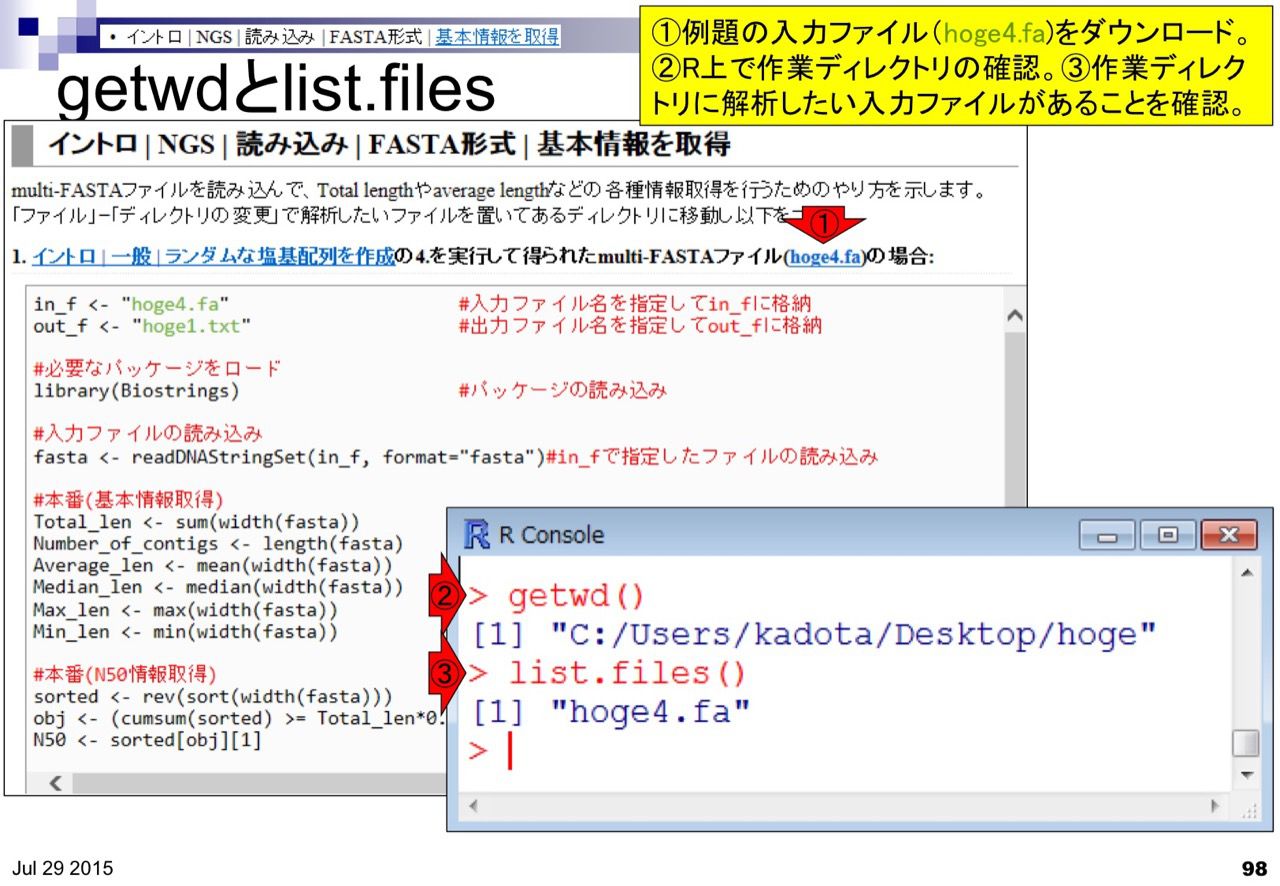 • イントロ | NGS | 読み込み | FASTA形式 | 基本情報を取得
getwdとlist.files
①例題の入力ファイル（hoge4.fa)をダウンロード。
②R上で作業ディレクトリの確認。③作業ディレク
トリに解析したい入力ファイルがあることを確認。
イントロ | NGS | 読み込み | FASTA形式 | 基本情報を取得
multi-FASTAファイルを読み込んで、Total lengthやaverage lengthなどの各種情報取得を行うためのやり方を示します。
「ファイル」－「ディレクトリの変更」で解析したいファイルを置いてあるディレクトリに移動し以下を
①
1. イントロ | 一般 | ランダムな塩基配列を作成の4.を実行して得られたmulti-FASTAファイル(hoge4.fa)の場合:
in_f <- "hoge4.fa" #入力ファイル名を指定してin_fに格納
out_f <- "hoge1.txt" #出力ファイル名を指定してout_fに格納
#必要なパッケージをロード
library(Biostrings) #パッケージの読み込み
#入力ファイルの読み込み
fasta <- readDNAStringSet(in_f, format="fasta")#in_fで指定したファイルの読み込み
#本番(基本情報取得)
Total_len <- sum(width(fasta))
Number_of_contigs <- length(fasta)
Average_len <- mean(width(fasta))
Median_len <- median(width(fasta))
Max_len <- max(width(fasta))
Min_len <- min(width(fasta))
#本番(N50情報取得)
sorted <- rev(sort(width(fasta)))
obj <- (cumsum(sorted) >= Total_len*0.
N50 <- sorted[obj][1]
R Console
② > getwd()
[1] "C:/Users/kadota/Desktop/hoge"
③ > list.files()
[1] "hoge4.fa"
>
Jul 29 2015
98